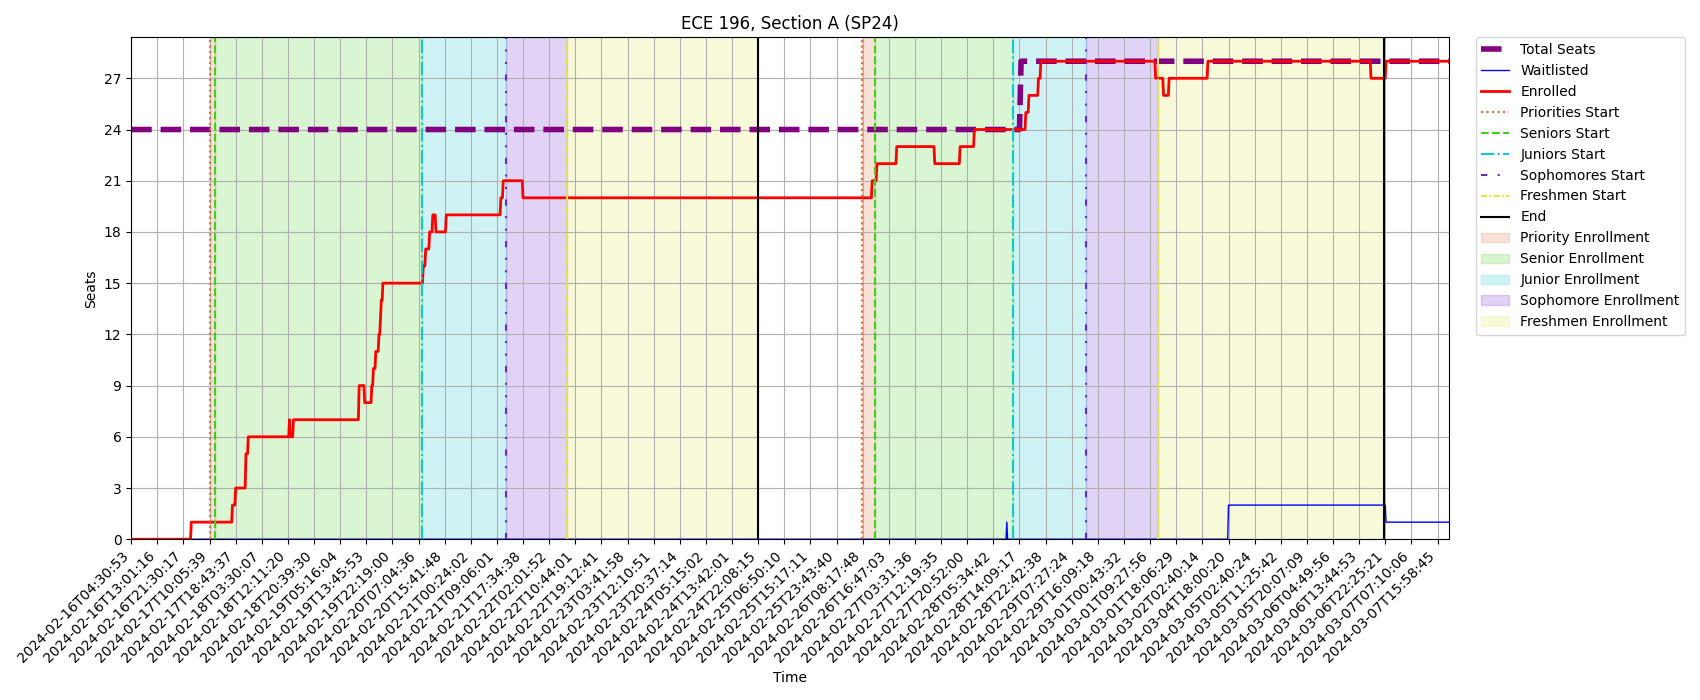 ECE 196, Section A (SP24)
Seats
27
24
21
18
15
12
9
6
3
0
2024-02-16T04:30:53
2024-02-16T13:01:16
2024-02-16T21:30:17
2024-02-17T10:05:39
2024-02-17T18:43:37
2024-02-18T03:30:07
2024-02-18T12:11:20
2024-02-18T20:39:30
2024-02-19T05:16:04
2024-02-19T13:45:53
2024-02-19T22:19:00
2024-02-20T07:04:36
2024-02-20T15:41:48
2024-02-21T00:24:02
2024-02-21T09:06:01
2024-02-21T17:34:38
2024-02-22T02:01:52
2024-02-22T10:44:01
2024-02-22T19:12:41
2024-02-23T03:41:58
2024-02-23T12:10:51
2024-02-23T20:37:14
2024-02-24T05:15:02
2024-02-24T13:42:01
2024-02-24T22:08:15
2024-02-25T06:50:10
2024-02-25T15:17:11
2024-02-25T23:43:40
2024-02-26T08:17:48
2024-02-26T16:47:03
2024-02-27T03:31:36
2024-02-27T12:19:35
2024-02-27T20:52:00
2024-02-28T05:34:42
2024-02-28T14:09:17
2024-02-28T22:42:38
2024-02-29T07:27:24
2024-02-29T16:09:18
2024-03-01T00:43:32
2024-03-01T09:27:56
2024-03-01T18:06:29
2024-03-02T02:40:14
2024-03-04T18:00:20
2024-03-05T02:40:24
2024-03-05T11:25:42
2024-03-05T20:07:09
2024-03-06T04:49:56
2024-03-06T13:44:53
2024-03-06T22:25:21
2024-03-07T07:10:06
2024-03-07T15:58:45
Time
Total Seats
Waitlisted
Enrolled
Priorities Start
Seniors Start
Juniors Start
Sophomores Start
Freshmen Start
End
Priority Enrollment
Senior Enrollment
Junior Enrollment
Sophomore Enrollment
Freshmen Enrollment